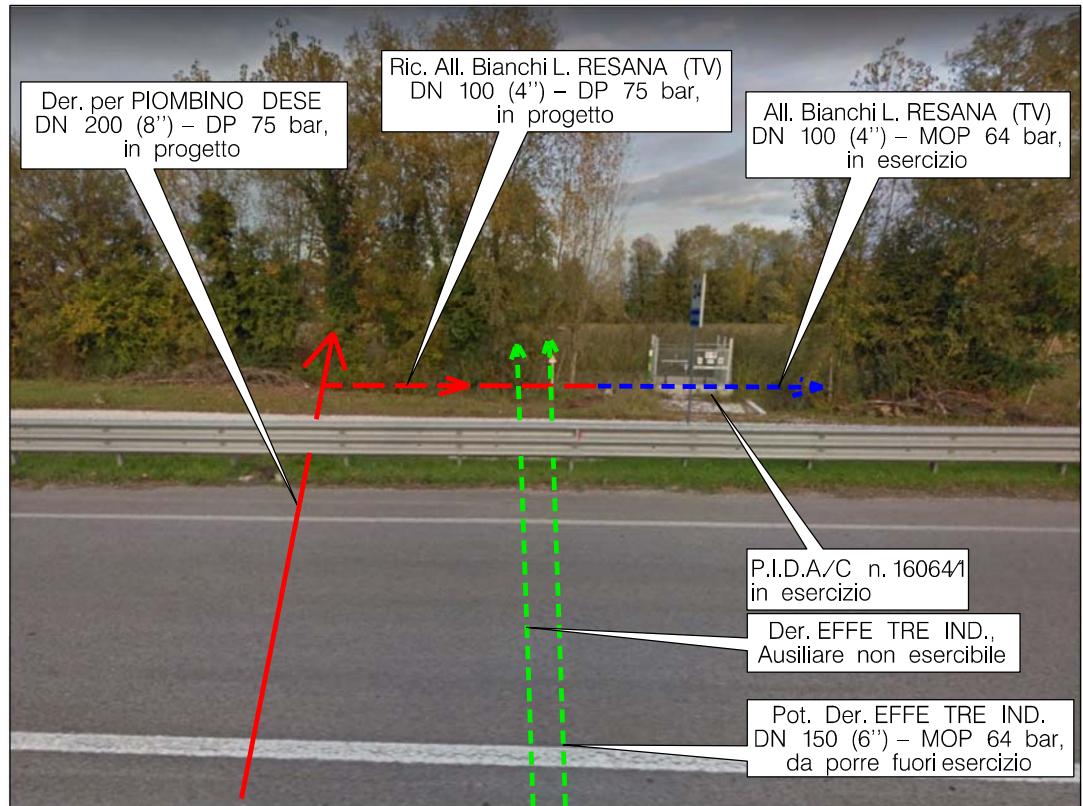 Der. per PIOMBINO DESE
DN 200 (8'') – DP 75 bar,
in progetto
Ric. All. Bianchi L. RESANA (TV)
DN 100 (4'') – DP 75 bar,
in progetto
All. Bianchi L. RESANA (TV)
DN 100 (4'') – MOP 64 bar,
in esercizio
P.I.D.A/C n. 16064/1
in esercizio
Der. EFFE TRE IND.,
Ausiliare non esercibile
Pot. Der. EFFE TRE IND.
DN 150 (6'') – MOP 64 bar,
da porre fuori esercizio